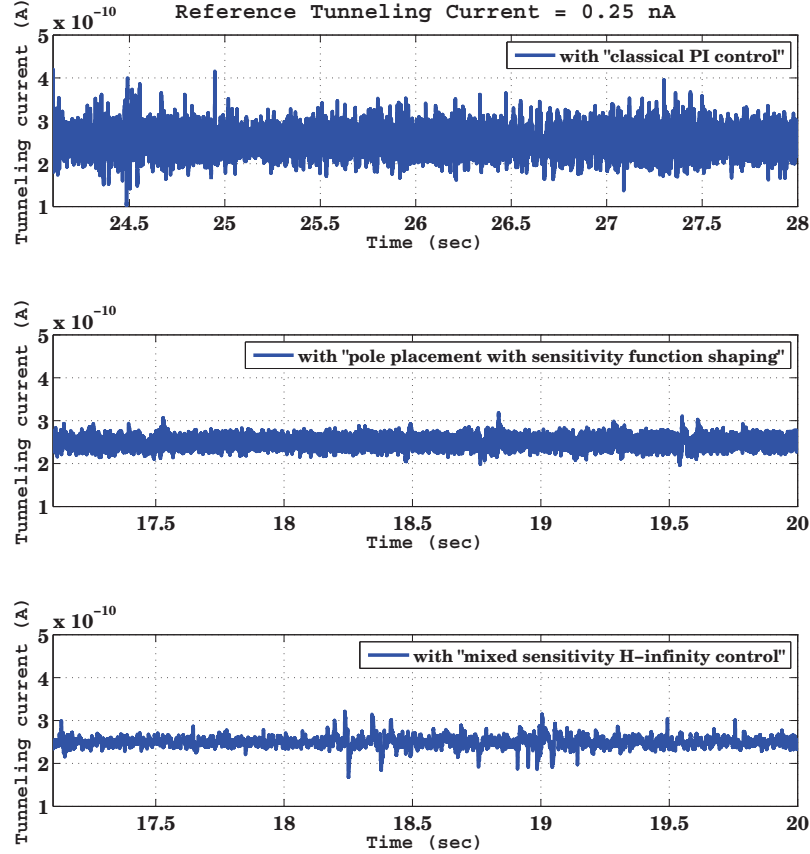 Reference Tunneling Current = 0.25 nA
x 10⁻¹⁰
Tunneling current (A)
5
4
3
2
1
with "classical PI control"
24.5 25 25.5 26 26.5 27 27.5 28
Time (sec)
x 10⁻¹⁰
Tunneling current (A)
5
4
3
2
1
with "pole placement with sensitivity function shaping"
17.5 18 18.5 19 19.5 20
Time (sec)
x 10⁻¹⁰
Tunneling current (A)
5
4
3
2
1
with "mixed sensitivity H−infinity control"
17.5 18 18.5 19 19.5 20
Time (sec)